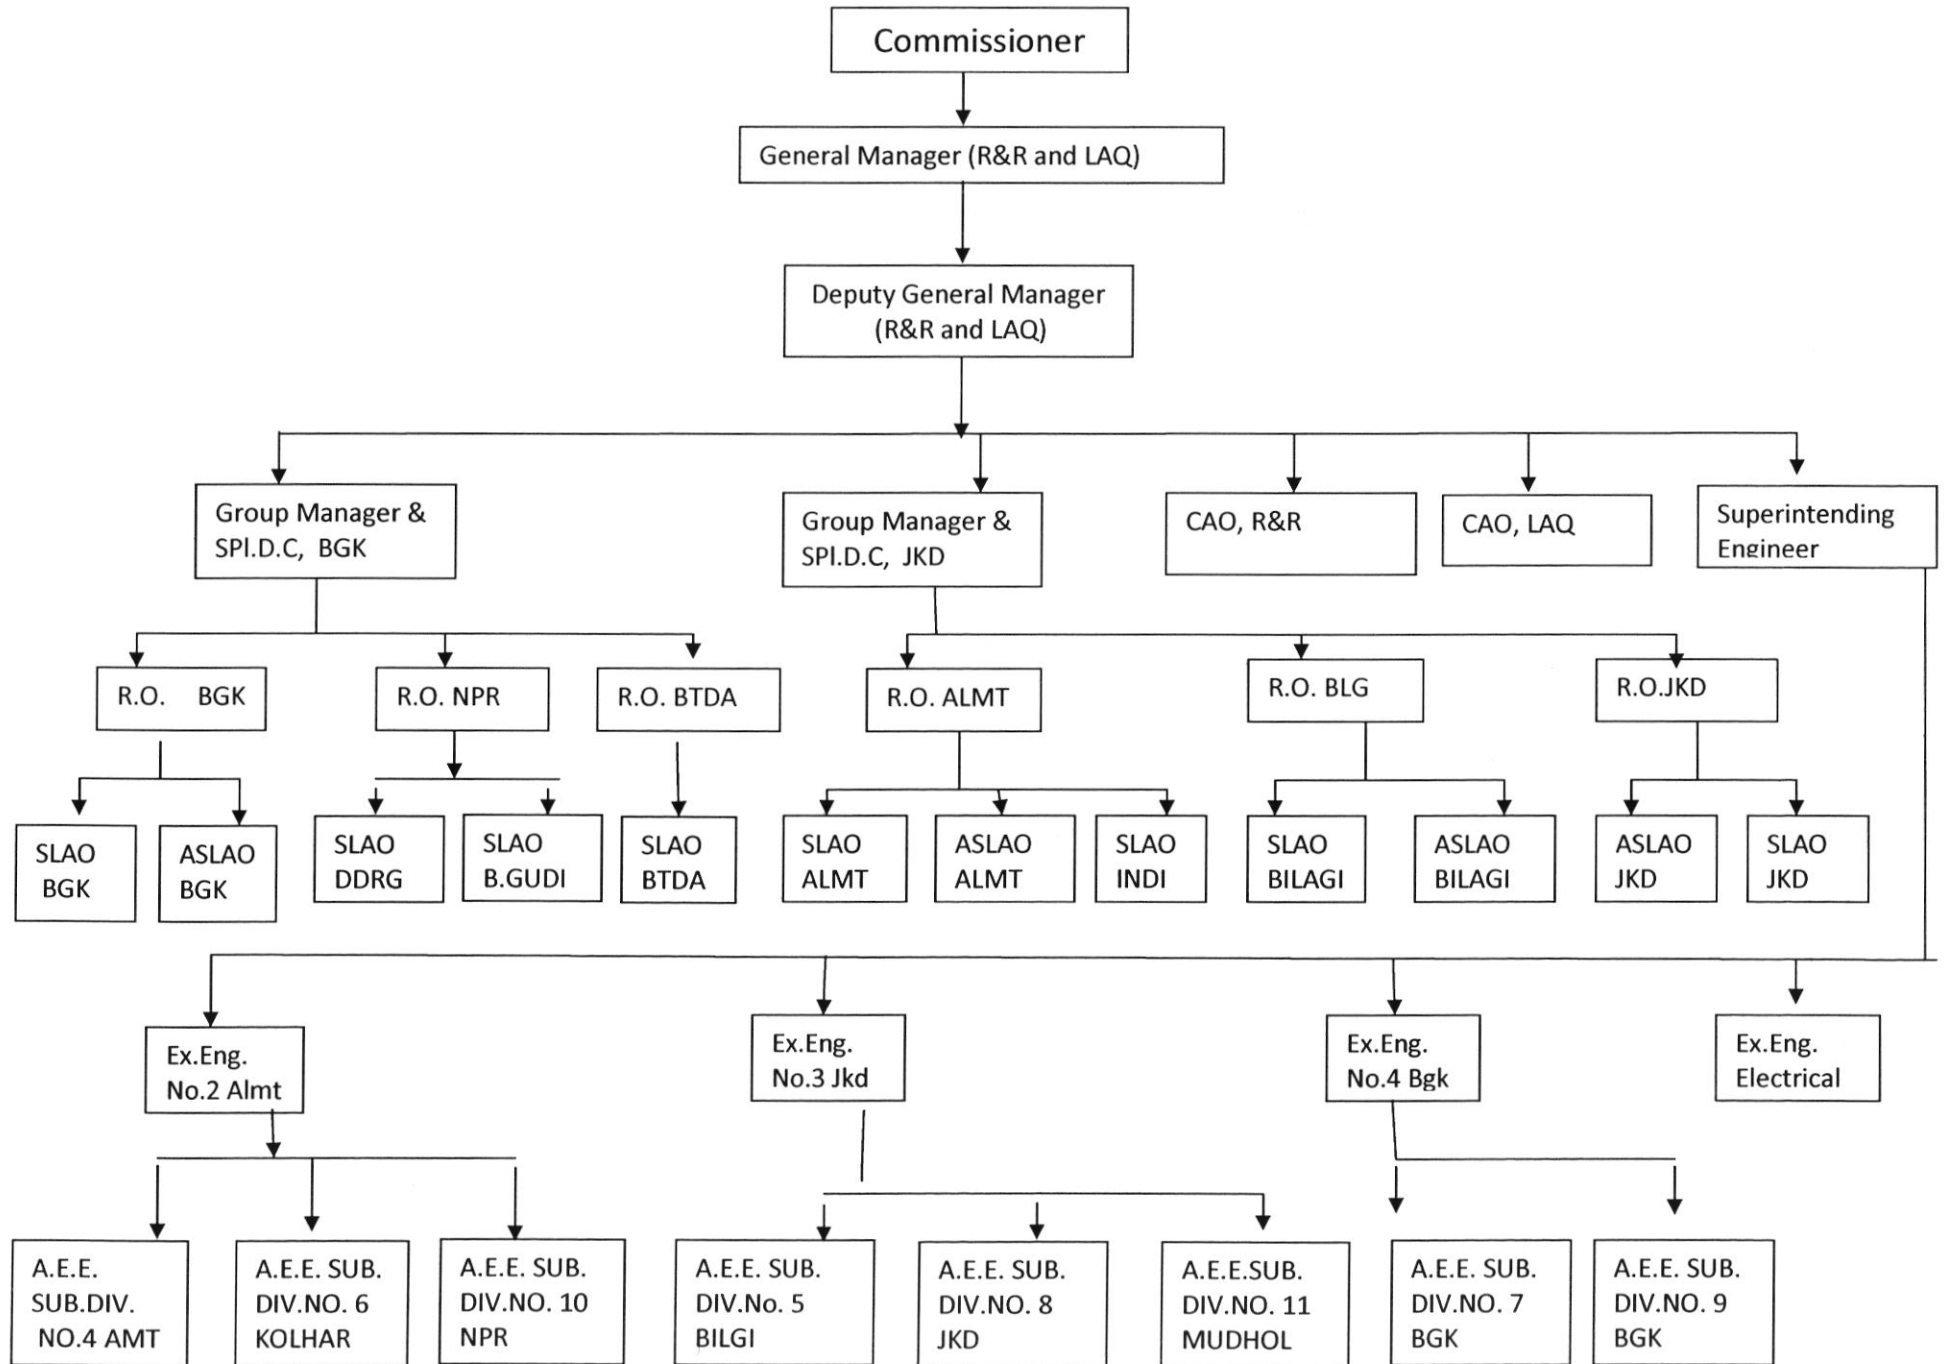 Commissioner
General Manager (R&R and LAQ)
Deputy General Manager
(R&R and LAQ)
Group Manager &
SPl.D.C, BGK
Group Manager &
SPl.D.C, JKD
CAO, R&R
CAO, LAQ
Superintending
Engineer
R.O. BGK
R.O. NPR
R.O. BTDA
R.O. ALMT
R.O. BLG
R.O.JKD
SLAO
BGK
ASLAO
BGK
SLAO
DDRG
SLAO
B.GUDI
SLAO
BTDA
SLAO
ALMT
ASLAO
ALMT
SLAO
INDI
SLAO
BILAGI
ASLAO
BILAGI
ASLAO
JKD
SLAO
JKD
Ex.Eng.
No.2 Almt
Ex.Eng.
No.3 Jkd
Ex.Eng.
No.4 Bgk
Ex.Eng.
Electrical
A.E.E.
SUB.DIV.
NO.4 AMT
A.E.E. SUB.
DIV.NO. 6
KOLHAR
A.E.E. SUB.
DIV.NO. 10
NPR
A.E.E. SUB.
DIV.No. 5
BILGI
A.E.E. SUB.
DIV.NO. 8
JKD
A.E.E.SUB.
DIV.NO. 11
MUDHOL
A.E.E. SUB.
DIV.NO. 7
BGK
A.E.E. SUB.
DIV.NO. 9
BGK